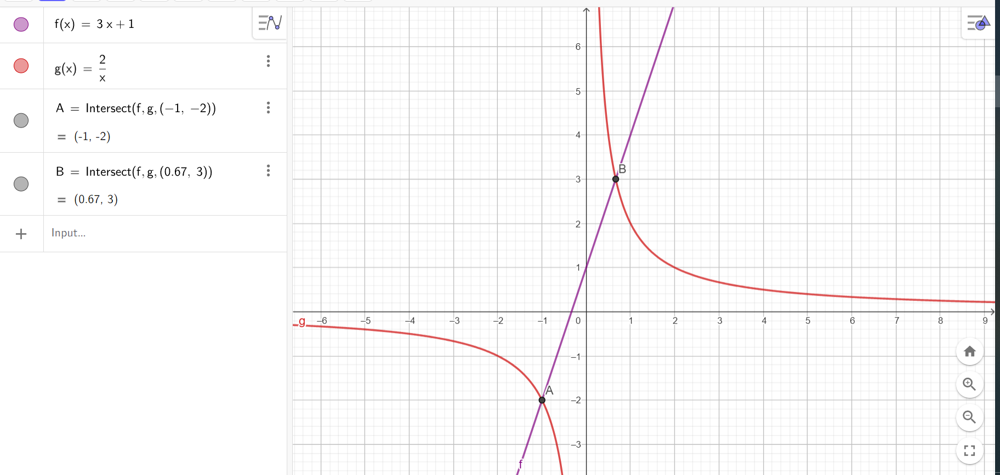 f(x) = 3 x + 1
g(x) = 2/x
A = Intersect(f, g, (−1, −2))
= (-1, -2)
B = Intersect(f, g, (0.67, 3))
= (0.67, 3)
+ Input...
6
5
4
B
3
2
1
g −6 −5 −4 −3 −2 −1 0 1 2 3 4 5 6 7 8 9
−1
A
−2
−3
f